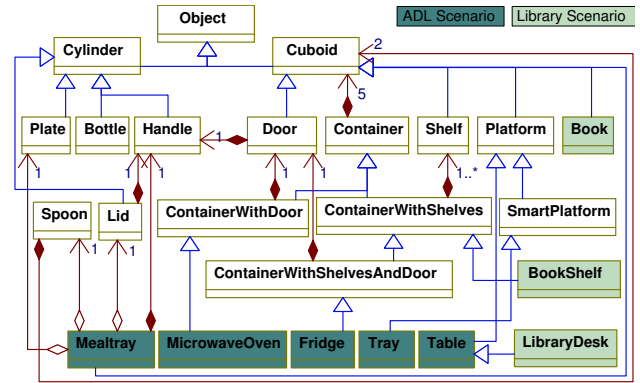 ADL Scenario
Library Scenario
Object
Cylinder
Cuboid
2
5
Plate
Bottle
Handle
Door
Container
Shelf
Platform
Book
1
1
1
1
1
1
1..*
Spoon
Lid
ContainerWithDoor
ContainerWithShelves
SmartPlatform
1
1
ContainerWithShelvesAndDoor
BookShelf
Mealtray
MicrowaveOven
Fridge
Tray
Table
LibraryDesk